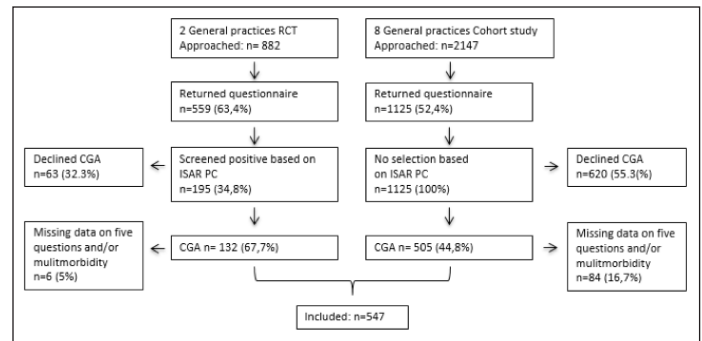 2 General practices RCT
Approached: n= 882
8 General practices Cohort study
Approached: n=2147
Returned questionnaire
n=559 (63,4%)
Returned questionnaire
n=1125 (52,4%)
Declined CGA
n=63 (32.3%)
Screened positive based on
ISAR PC
n=195 (34,8%)
No selection based
on ISAR PC
n=1125 (100%)
Declined CGA
n=620 (55.3(%)
Missing data on five
questions and/or
mulitmorbidity
n=6 (5%)
CGA n= 132 (67,7%)
CGA n= 505 (44,8%)
Missing data on five
questions and/or
mulitmorbidity
n=84 (16,7%)
Included: n=547